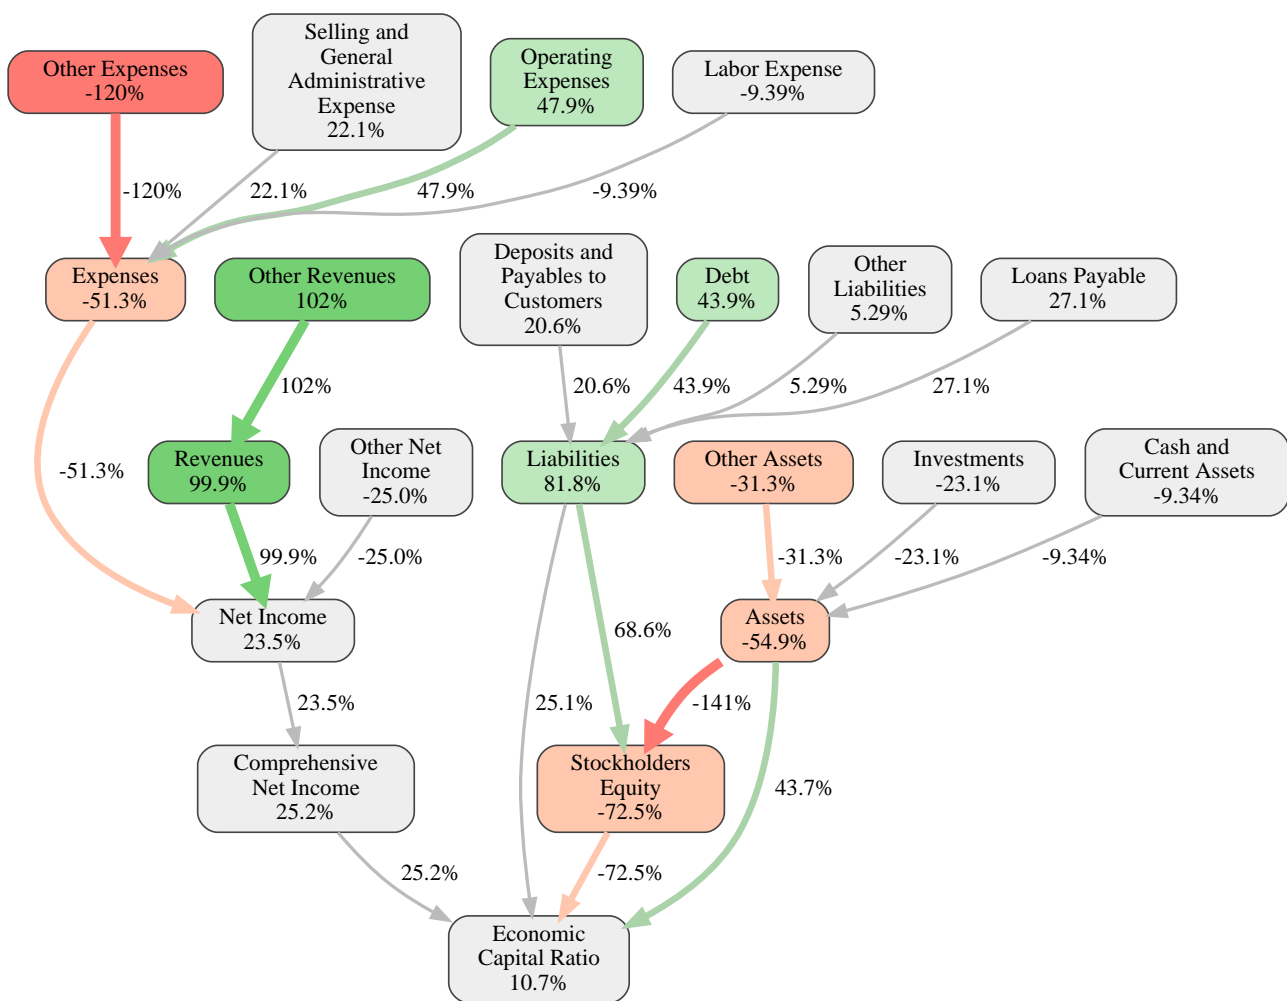 Other Expenses
-120%
Selling and
General
Administrative
Expense
22.1%
Operating
Expenses
47.9%
Labor Expense
-9.39%
-120%
22.1%
47.9%
-9.39%
Expenses
-51.3%
Other Revenues
102%
Deposits and
Payables to
Customers
20.6%
Debt
43.9%
Other
Liabilities
5.29%
Loans Payable
27.1%
102%
20.6%
43.9%
5.29%
27.1%
-51.3%
Revenues
99.9%
Other Net
Income
-25.0%
Liabilities
81.8%
Other Assets
-31.3%
Investments
-23.1%
Cash and
Current Assets
-9.34%
99.9%
-25.0%
-31.3%
-23.1%
-9.34%
Net Income
23.5%
68.6%
Assets
-54.9%
23.5%
25.1%
-141%
Comprehensive
Net Income
25.2%
Stockholders
Equity
-72.5%
43.7%
25.2%
-72.5%
Economic
Capital Ratio
10.7%